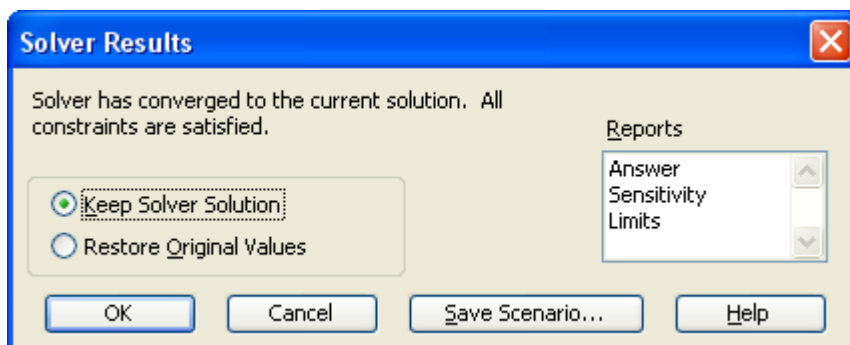 Solver Results
Solver has converged to the current solution.  All
constraints are satisfied.
Reports
Answer
Sensitivity
Limits
Keep Solver Solution
Restore Original Values
OK
Cancel
Save Scenario...
Help